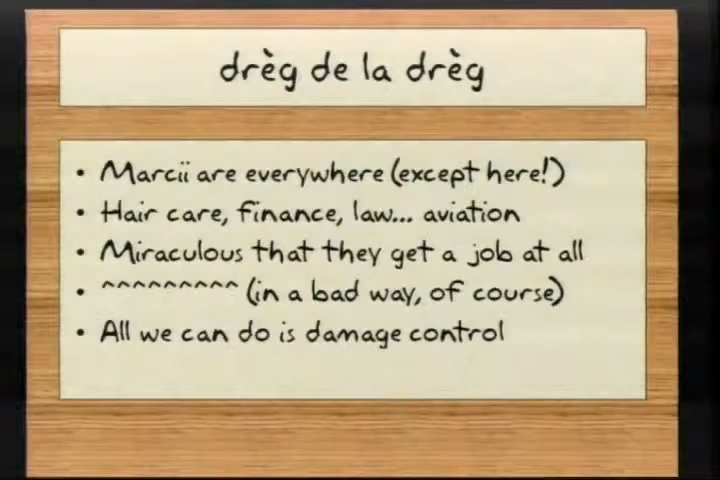 drèg de la drèg
• Marcii are everywhere (except here!)
• Hair care, finance, law... aviation
• Miraculous that they get a job at all
• ^^^^^^^^^ (in a bad way, of course)
• All we can do is damage control